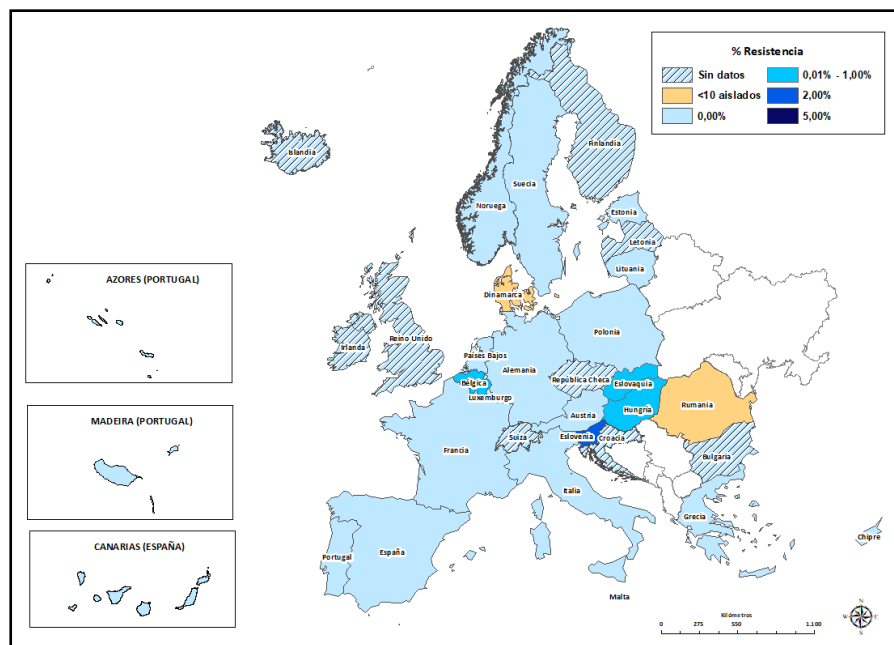 % Resistencia
Sin datos
<10 aislados
0,00%
0,01% - 1,00%
2,00%
5,00%
Islandia
Finlandia
Suecia
Noruega
Estonia
Letonia
Lituania
AZORES (PORTUGAL)
Dinamarca
Reino Unido
Irlanda
Polonia
Países Bajos
Alemania
República Checa
Bélgica
Eslovaquia
Luxemburgo
Rumania
Hungría
Austria
MADEIRA (PORTUGAL)
Suiza
Eslovenia
Croacia
Francia
Bulgaria
Italia
Grecia
Chipre
CANARIAS (ESPAÑA)
Portugal
España
Malta
Kilómetros
0 275 550 1.100
N
S